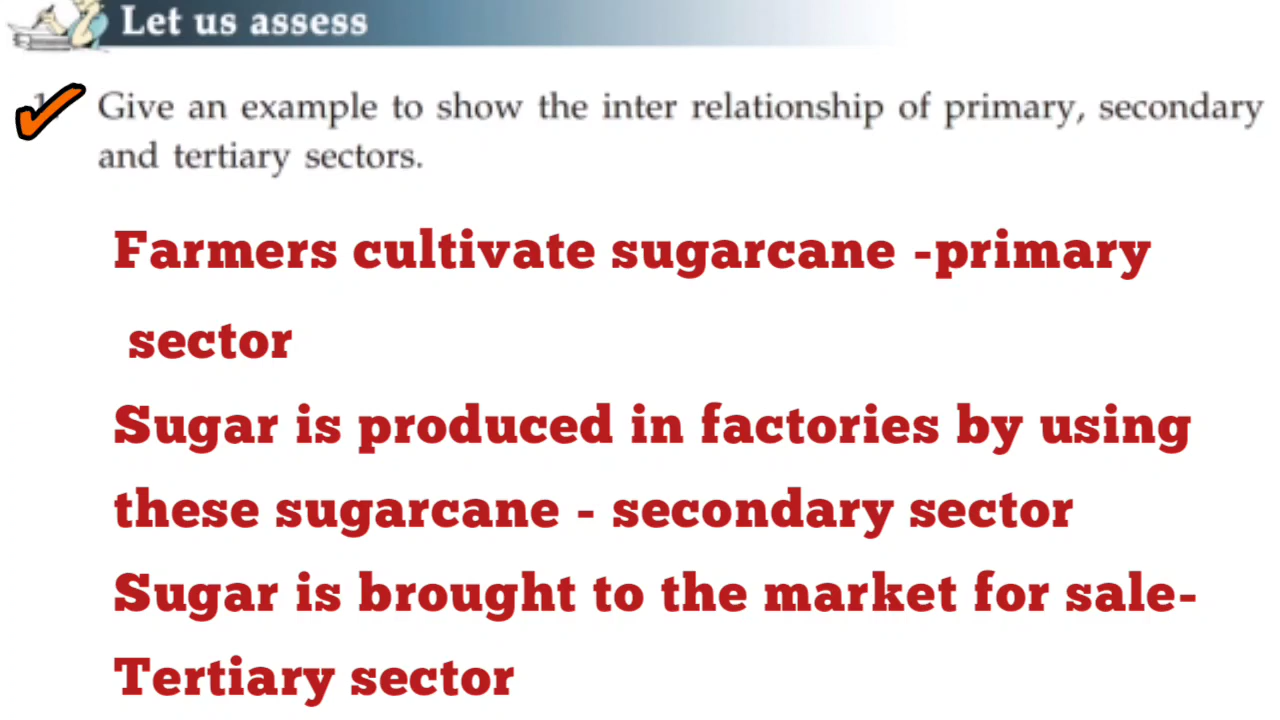 Let us assess
Give an example to show the inter relationship of primary, secondary
and tertiary sectors.
Farmers cultivate sugarcane -primary
sector
Sugar is produced in factories by using
these sugarcane - secondary sector
Sugar is brought to the market for sale-
Tertiary sector